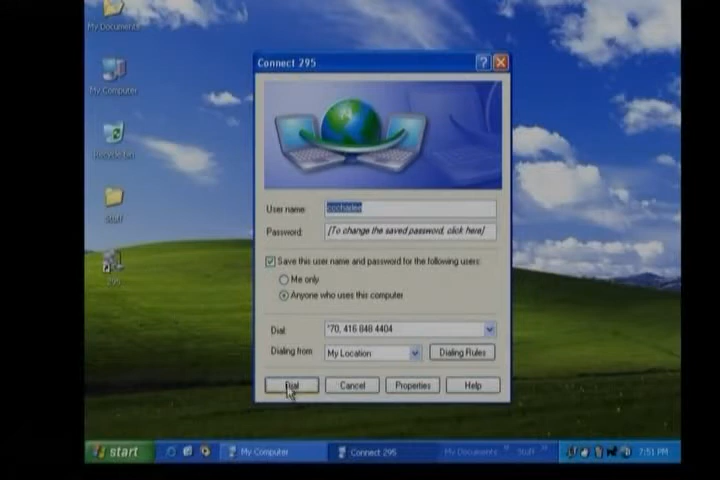 My Documents
My Computer
Recycle Bin
Stuff
295
Connect 295
User name:
Password: [To change the saved password, click here]
Save this user name and password for the following users:
Me only
Anyone who uses this computer
Dial: *70, 416 848 4404
Dialing from: My Location Dialing Rules
Dial Cancel Properties Help
start My Computer Connect 295 My Documents » Stuff » 7:51 PM